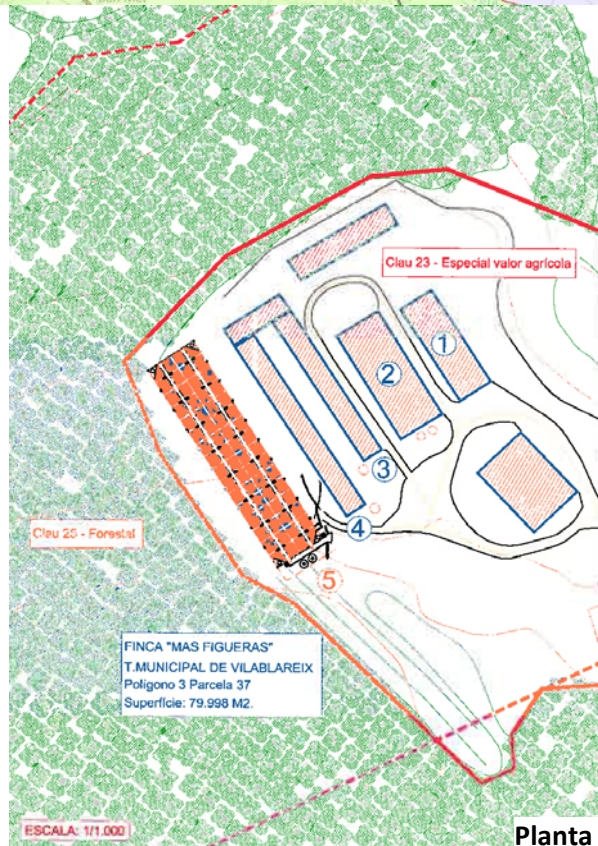 Clau 23 - Especial valor agrícola
1
2
3
4
Clau 25 - Forestal
5
FINCA "MAS FIGUERAS"
T.MUNICIPAL DE VILABLAREIX
Polígono 3 Parcela 37
Superfície: 79.998 M2.
ESCALA: 1/1.000
Planta